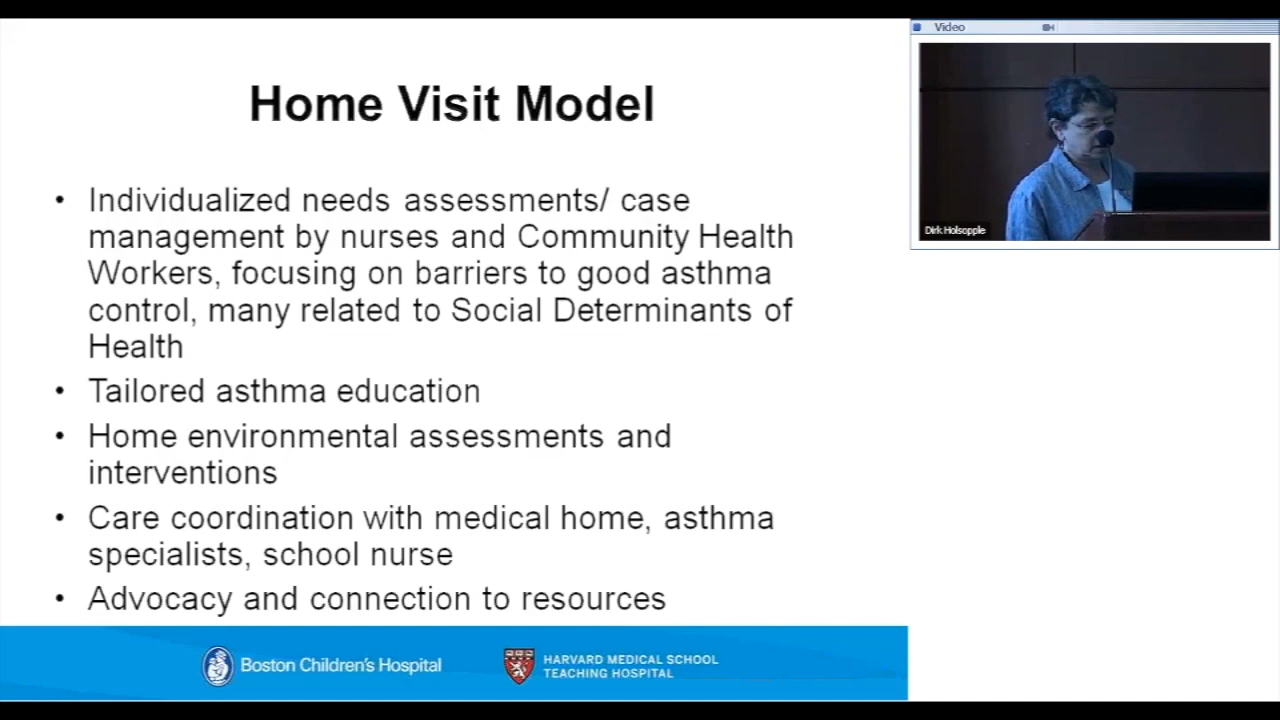 Home Visit Model
• Individualized needs assessments/ case
management by nurses and Community Health
Workers, focusing on barriers to good asthma
control, many related to Social Determinants of
Health
• Tailored asthma education
• Home environmental assessments and
interventions
• Care coordination with medical home, asthma
specialists, school nurse
• Advocacy and connection to resources
Boston Children's Hospital
HARVARD MEDICAL SCHOOL
TEACHING HOSPITAL
Video
Dirk Holsopple